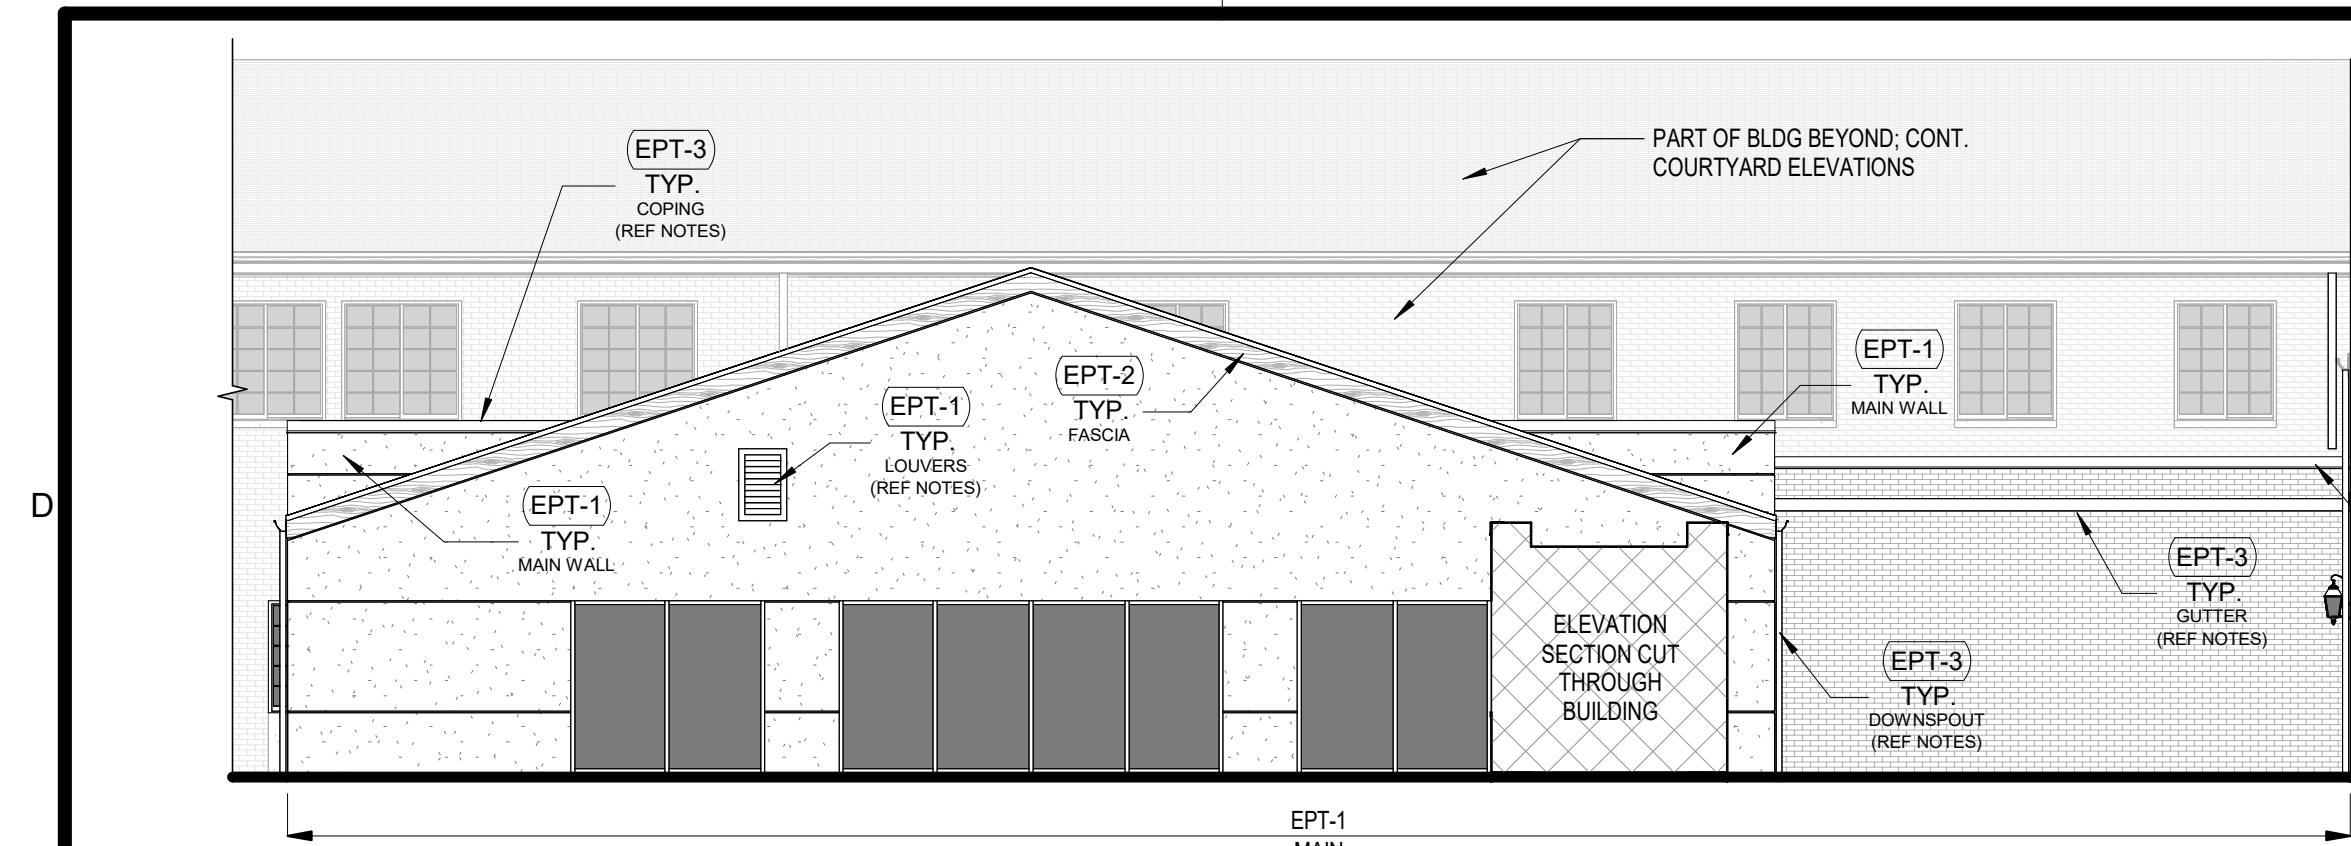 EPT-3
TYP.
COPING
(REF NOTES)
PART OF BLDG BEYOND; CONT.
COURTYARD ELEVATIONS
EPT-1
TYP.
MAIN WALL
EPT-2
TYP.
FASCIA
EPT-1
TYP.
LOUVERS
(REF NOTES)
EPT-1
TYP.
MAIN WALL
D
EPT-3
TYP.
GUTTER
(REF NOTES)
ELEVATION
SECTION CUT
THROUGH
BUILDING
EPT-3
TYP.
DOWNSPOUT
(REF NOTES)
EPT-1
MAIN